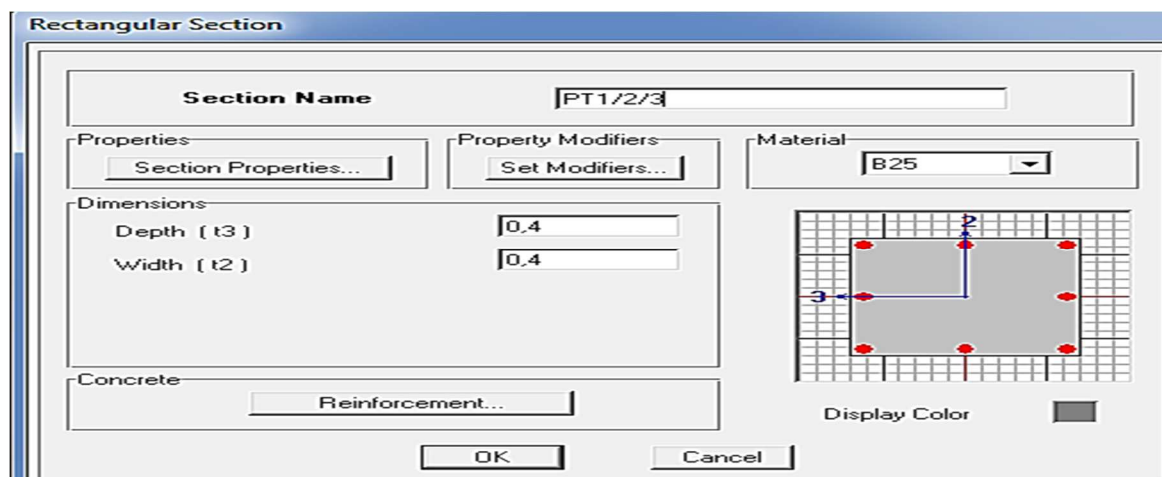 Rectangular Section
Section Name PT1/2/3
Properties Property Modifiers Material
Section Properties... Set Modifiers... B25
Dimensions
Depth ( t3 ) 0,4
Width ( t2 ) 0,4
2
3
Concrete
Reinforcement...
Display Color
OK Cancel